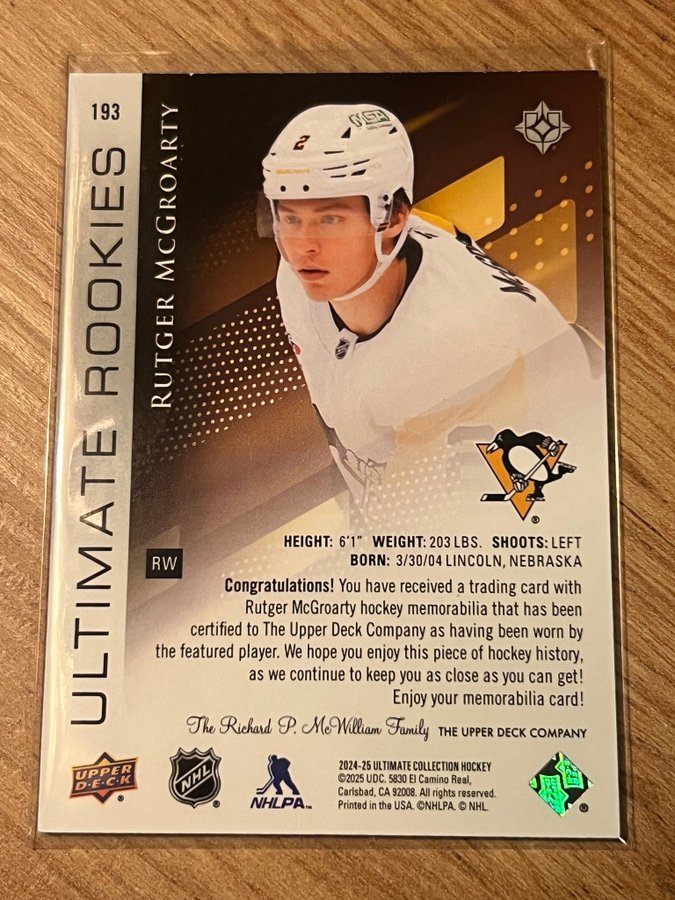 193
ULTIMATE ROOKIES
RUTGER MCGROARTY
2
HEIGHT: 6'1" WEIGHT: 203 LBS. SHOOTS: LEFT
BORN: 3/30/04 LINCOLN, NEBRASKA
RW
Congratulations! You have received a trading card with
Rutger McGroarty hockey memorabilia that has been
certified to The Upper Deck Company as having been worn by
the featured player. We hope you enjoy this piece of hockey history,
as we continue to keep you as close as you can get!
Enjoy your memorabilia card!
The Richard P. McWilliam Family THE UPPER DECK COMPANY
UPPER
D·E·C·K
NHL
NHLPA™
2024-25 ULTIMATE COLLECTION HOCKEY
©2025 UDC. 5830 El Camino Real,
Carlsbad, CA 92008. All rights reserved.
Printed in the USA. ©NHLPA. © NHL.